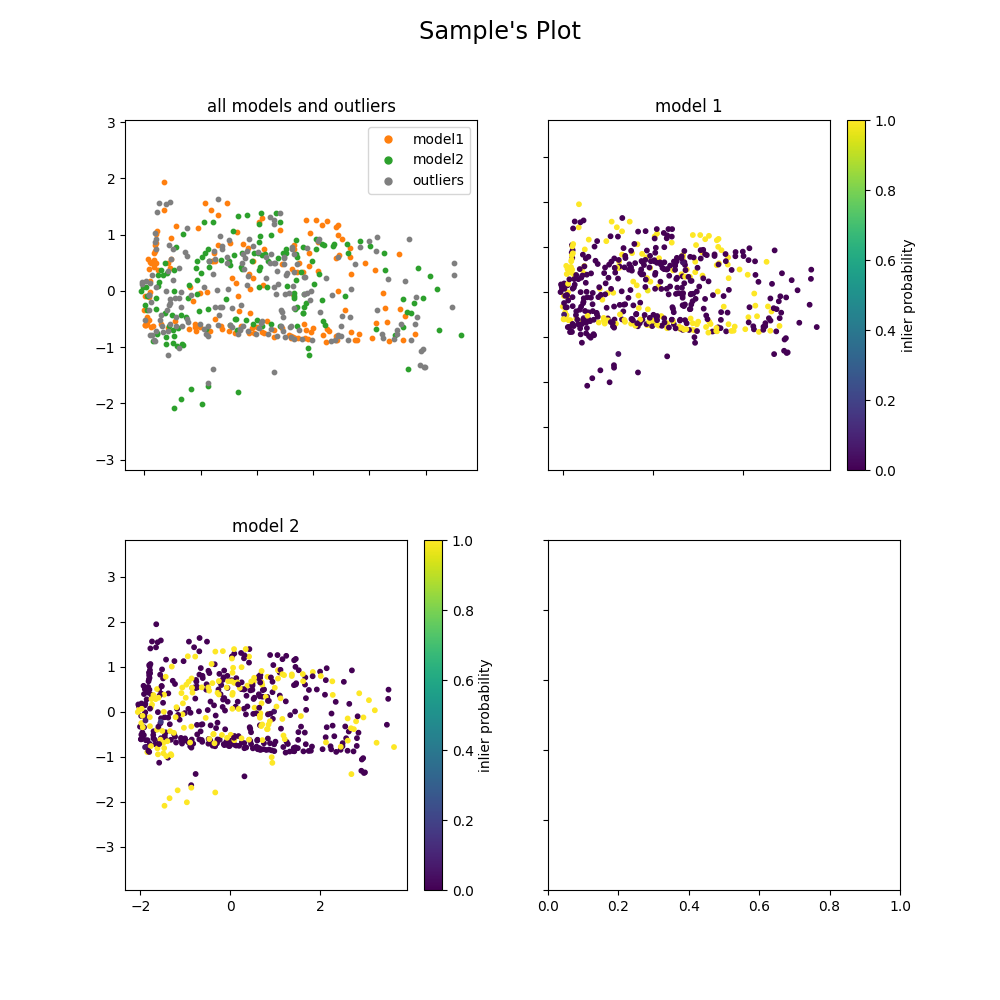 Sample's Plot
all models and outliers
model 1
3
2
1
0
−1
−2
−3
model1
model2
outliers
1.0
0.8
0.6
0.4
0.2
0.0
inlier probability
model 2
3
2
1
0
−1
−2
−3
−2 0 2
1.0
0.8
0.6
0.4
0.2
0.0
inlier probability
0.0 0.2 0.4 0.6 0.8 1.0